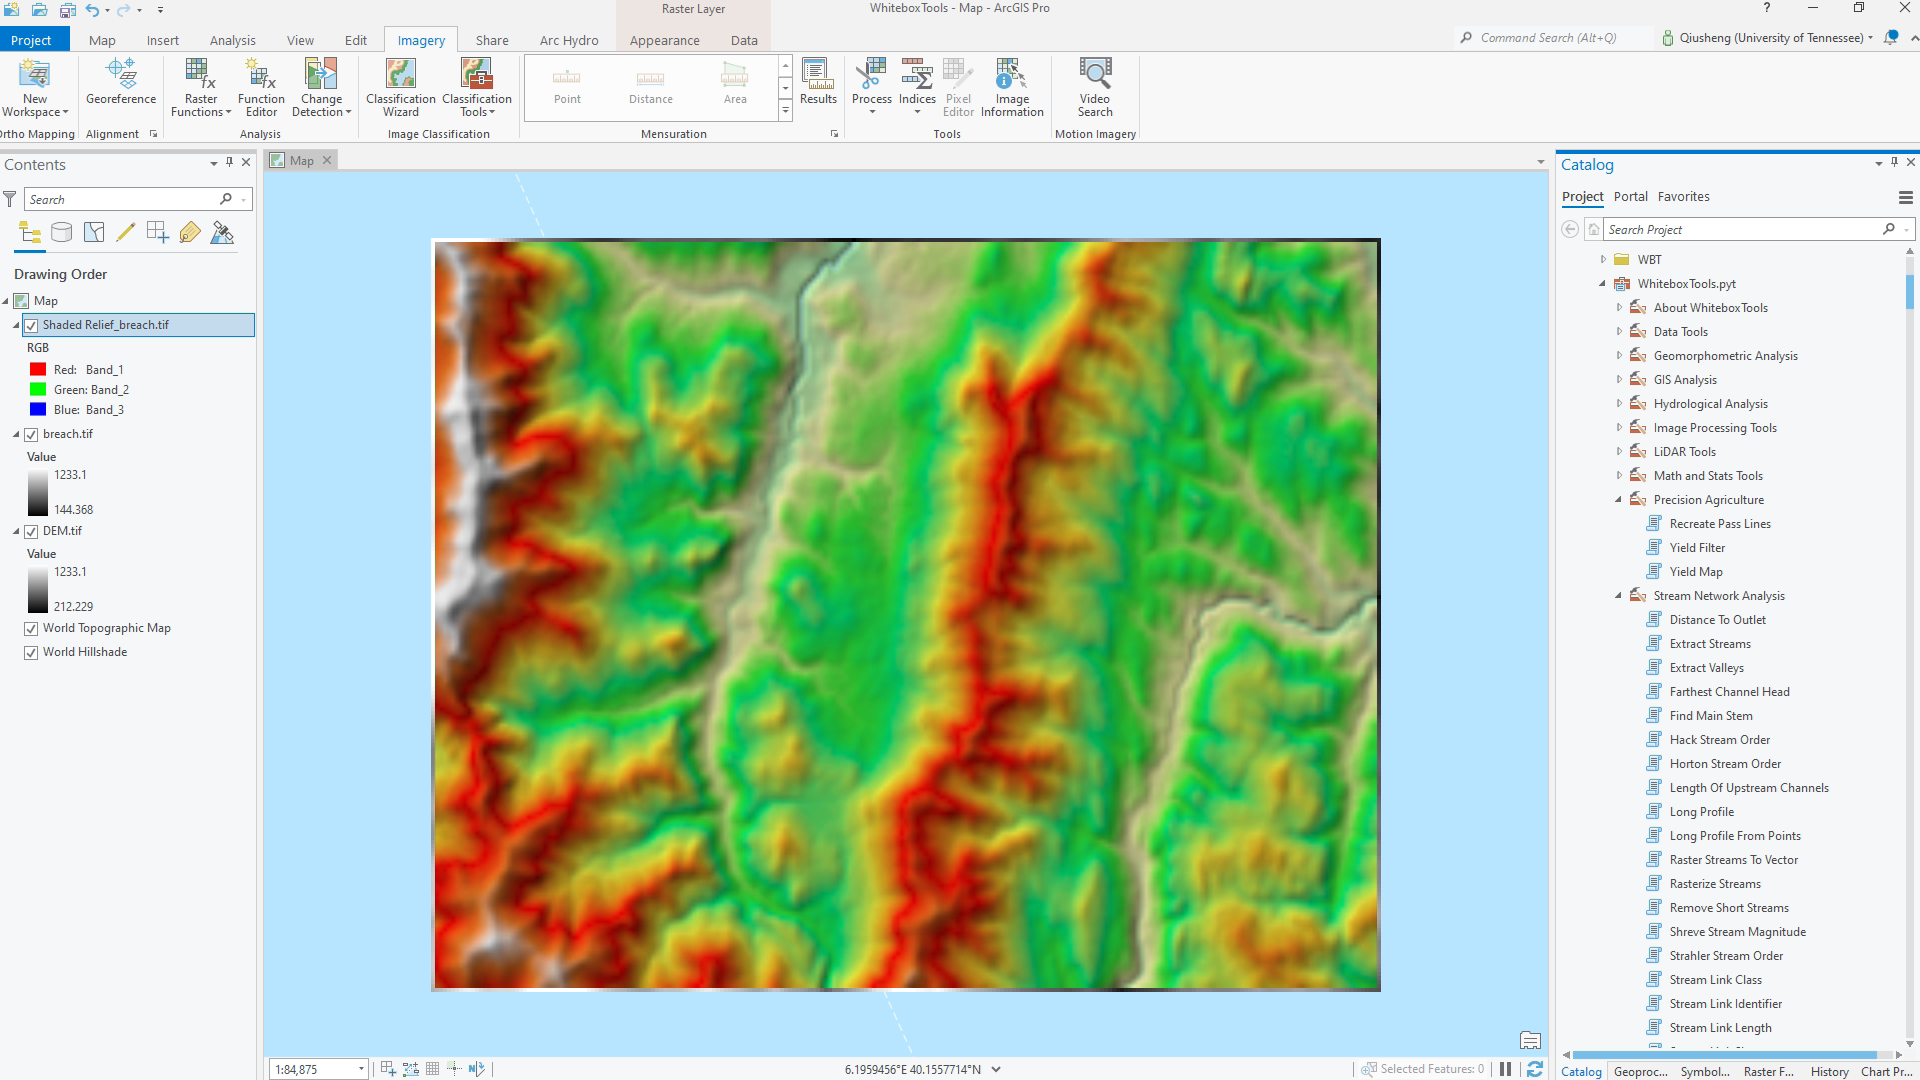 Raster Layer
WhiteboxTools - Map - ArcGIS Pro
?
Project Map Insert Analysis View Edit Imagery Share Arc Hydro Appearance Data
Command Search (Alt+Q)
Qiusheng (University of Tennessee)
New Workspace
Georeference
Raster Functions
Function Editor
Change Detection
Classification Wizard
Classification Tools
Point
Distance
Area
Results
Process
Indices
Pixel Editor
Image Information
Video Search
Ortho Mapping Alignment Analysis Image Classification Mensuration Tools Motion Imagery
Contents
Search
Drawing Order
Map
Shaded Relief_breach.tif
RGB
Red: Band_1
Green: Band_2
Blue: Band_3
breach.tif
Value
1233.1
144.368
DEM.tif
Value
1233.1
212.229
World Topographic Map
World Hillshade
Map
1:84,875
6.1959456°E 40.1557714°N
Selected Features: 0
Catalog
Project Portal Favorites
Search Project
WBT
WhiteboxTools.pyt
About WhiteboxTools
Data Tools
Geomorphometric Analysis
GIS Analysis
Hydrological Analysis
Image Processing Tools
LiDAR Tools
Math and Stats Tools
Precision Agriculture
Recreate Pass Lines
Yield Filter
Yield Map
Stream Network Analysis
Distance To Outlet
Extract Streams
Extract Valleys
Farthest Channel Head
Find Main Stem
Hack Stream Order
Horton Stream Order
Length Of Upstream Channels
Long Profile
Long Profile From Points
Raster Streams To Vector
Rasterize Streams
Remove Short Streams
Shreve Stream Magnitude
Strahler Stream Order
Stream Link Class
Stream Link Identifier
Stream Link Length
Catalog Geoproc... Symbol... Raster F... History Chart Pr...